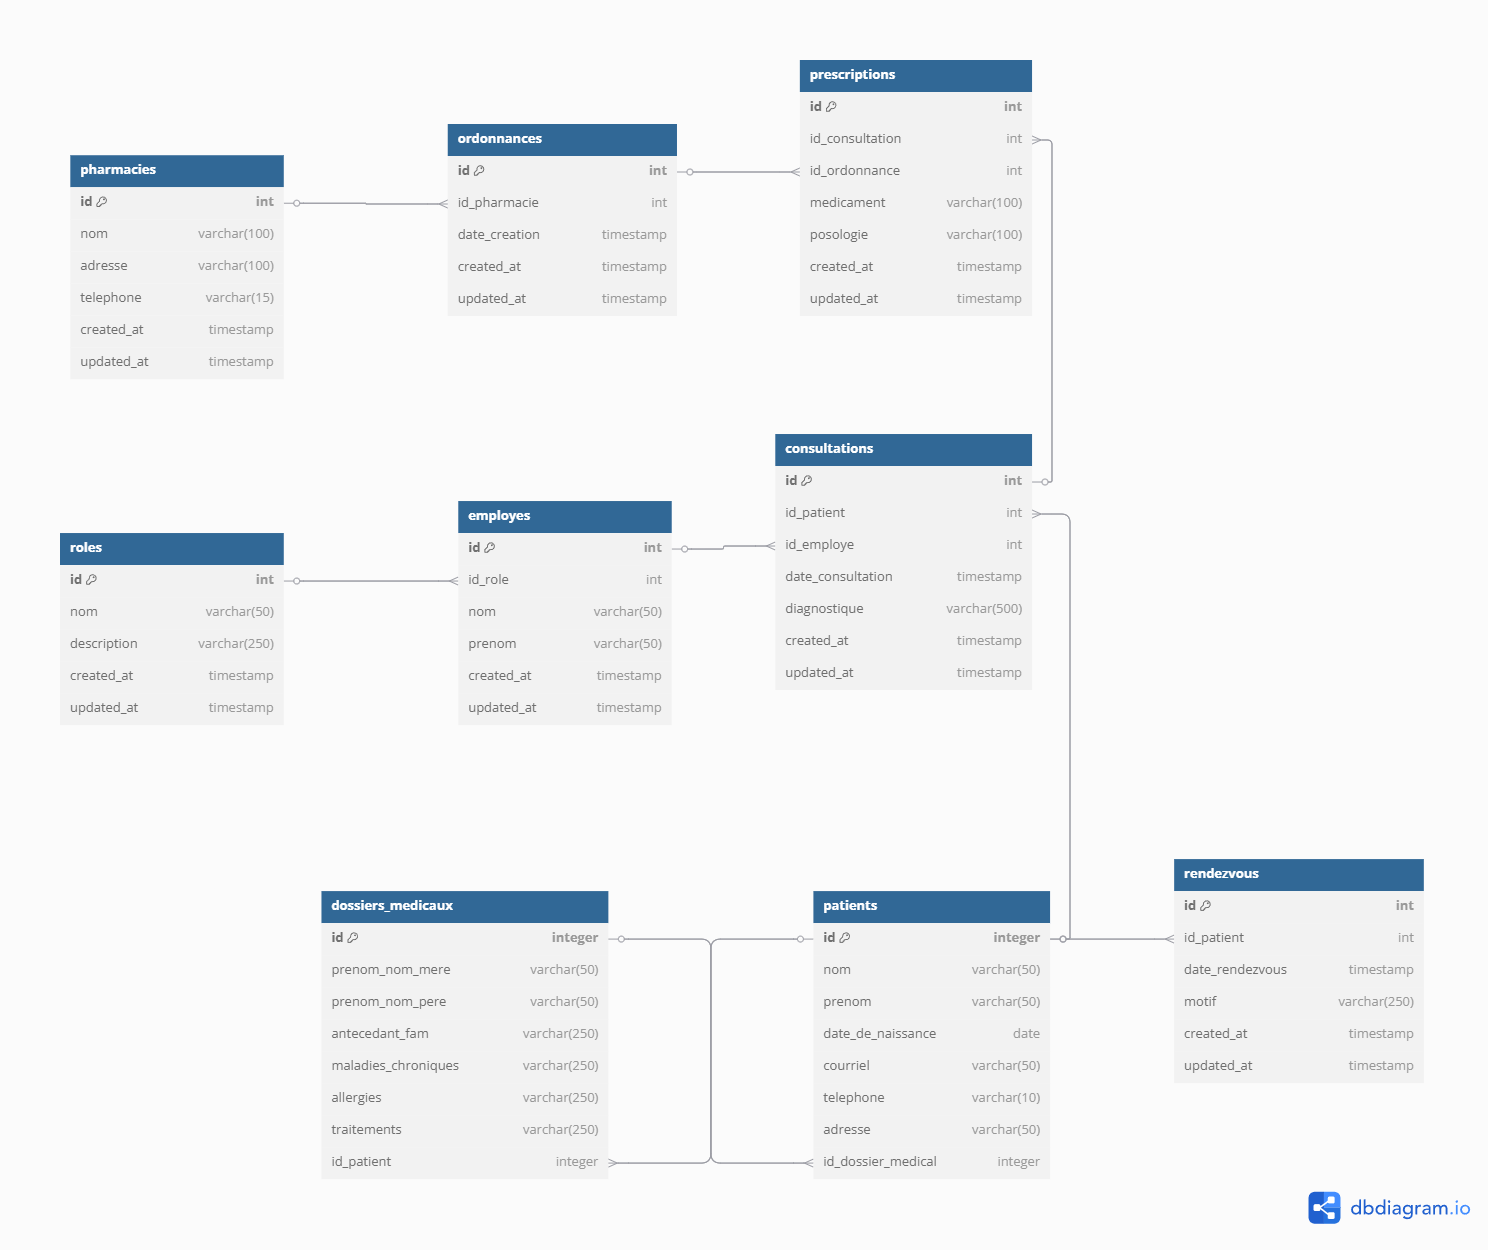 prescriptions
id int
id_consultation int
id_ordonnance int
medicament varchar(100)
posologie varchar(100)
created_at timestamp
updated_at timestamp
ordonnances
id int
id_pharmacie int
date_creation timestamp
created_at timestamp
updated_at timestamp
pharmacies
id int
nom varchar(100)
adresse varchar(100)
telephone varchar(15)
created_at timestamp
updated_at timestamp
consultations
id int
id_patient int
id_employe int
date_consultation timestamp
diagnostique varchar(500)
created_at timestamp
updated_at timestamp
employes
id int
id_role int
nom varchar(50)
prenom varchar(50)
created_at timestamp
updated_at timestamp
roles
id int
nom varchar(50)
description varchar(250)
created_at timestamp
updated_at timestamp
dossiers_medicaux
id integer
prenom_nom_mere varchar(50)
prenom_nom_pere varchar(50)
antecedant_fam varchar(250)
maladies_chroniques varchar(250)
allergies varchar(250)
traitements varchar(250)
id_patient integer
patients
id integer
nom varchar(50)
prenom varchar(50)
date_de_naissance date
courriel varchar(50)
telephone varchar(10)
adresse varchar(50)
id_dossier_medical integer
rendezvous
id int
id_patient int
date_rendezvous timestamp
motif varchar(250)
created_at timestamp
updated_at timestamp
dbdiagram.io